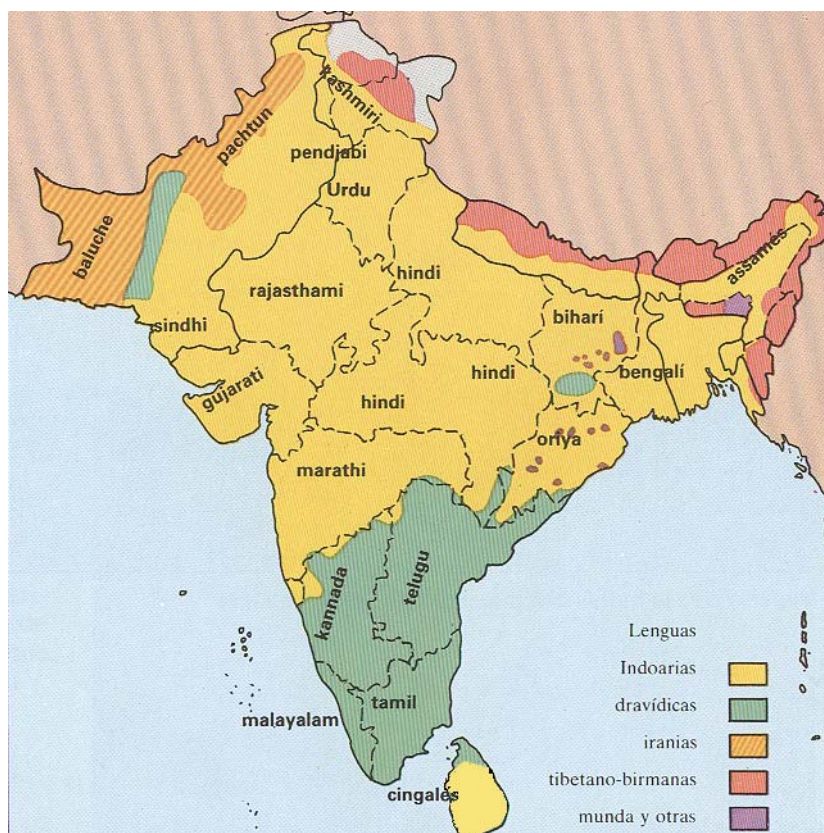 kashmiri
pachtun
pendjabi
Urdu
baluche
hindi
assamés
rajasthami
sindhi
biharí
gujarati
hindi
hindi
bengalí
marathi
oriya
kannada
telugu
malayalam
tamil
cingalés
Lenguas
Indoarias
dravídicas
iranias
tibetano-birmanas
munda y otras